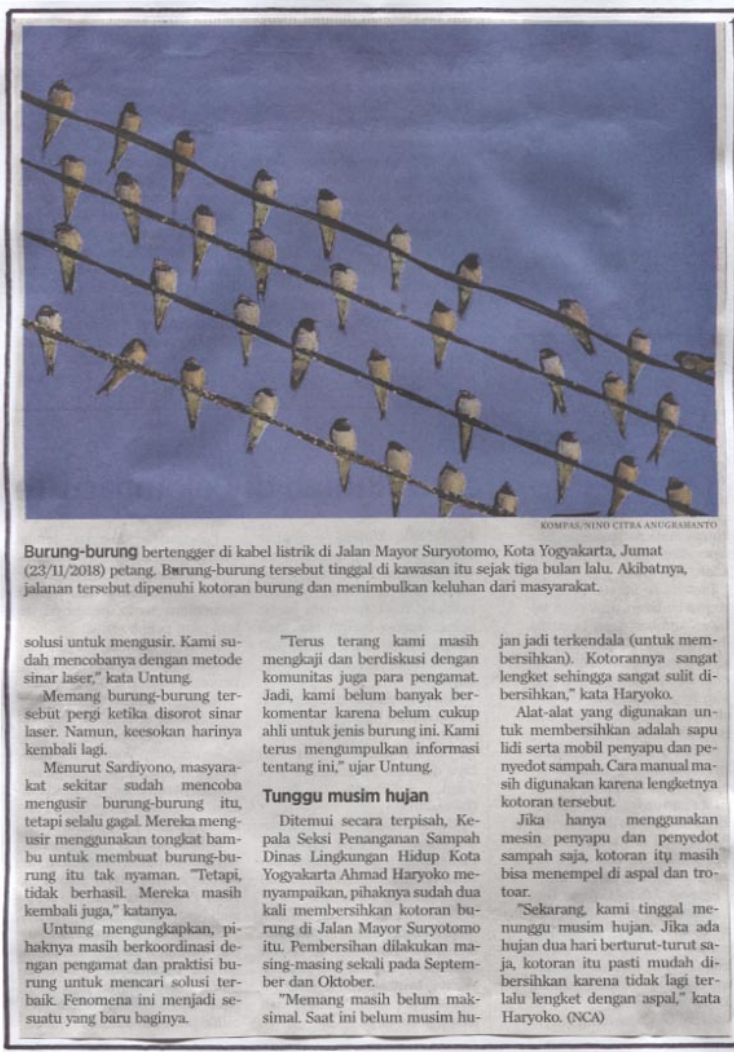 KOMPAS/NINO CITRA ANUGRAHANTO
Burung-burung bertengger di kabel listrik di Jalan Mayor Suryotomo, Kota Yogyakarta, Jumat
(23/11/2018) petang. Burung-burung tersebut tinggal di kawasan itu sejak tiga bulan lalu. Akibatnya,
jalanan tersebut dipenuhi kotoran burung dan menimbulkan keluhan dari masyarakat.
solusi untuk mengusir. Kami su-
dah mencobanya dengan metode
sinar laser," kata Untung.
Memang burung-burung ter-
sebut pergi ketika disorot sinar
laser. Namun, keesokan harinya
kembali lagi.
Menurut Sardiyono, masyara-
kat sekitar sudah mencoba
mengusir burung-burung itu,
tetapi selalu gagal. Mereka meng-
usir menggunakan tongkat bam-
bu untuk membuat burung-bu-
rung itu tak nyaman. "Tetapi,
tidak berhasil. Mereka masih
kembali juga," katanya.
Untung mengungkapkan, pi-
haknya masih berkoordinasi de-
ngan pengamat dan praktisi bu-
rung untuk mencari solusi ter-
baik. Fenomena ini menjadi se-
suatu yang baru baginya.
"Terus terang kami masih
mengkaji dan berdiskusi dengan
komunitas juga para pengamat.
Jadi, kami belum banyak ber-
komentar karena belum cukup
ahli untuk jenis burung ini. Kami
terus mengumpulkan informasi
tentang ini," ujar Untung.
Tunggu musim hujan
Ditemui secara terpisah, Ke-
pala Seksi Penanganan Sampah
Dinas Lingkungan Hidup Kota
Yogyakarta Ahmad Haryoko me-
nyampaikan, pihaknya sudah dua
kali membersihkan kotoran bu-
rung di Jalan Mayor Suryotomo
itu. Pembersihan dilakukan ma-
sing-masing sekali pada Septem-
ber dan Oktober.
"Memang masih belum mak-
simal. Saat ini belum musim hu-
jan jadi terkendala (untuk mem-
bersihkan). Kotorannya sangat
lengket sehingga sangat sulit di-
bersihkan," kata Haryoko.
Alat-alat yang digunakan un-
tuk membersihkan adalah sapu
lidi serta mobil penyapu dan pe-
nyedot sampah. Cara manual ma-
sih digunakan karena lengketnya
kotoran tersebut.
Jika hanya menggunakan
mesin penyapu dan penyedot
sampah saja, kotoran itu masih
bisa menempel di aspal dan tro-
toar.
"Sekarang, kami tinggal me-
nunggu musim hujan. Jika ada
hujan dua hari berturut-turut sa-
ja, kotoran itu pasti mudah di-
bersihkan karena tidak lagi ter-
lalu lengket dengan aspal," kata
Haryoko. (NCA)